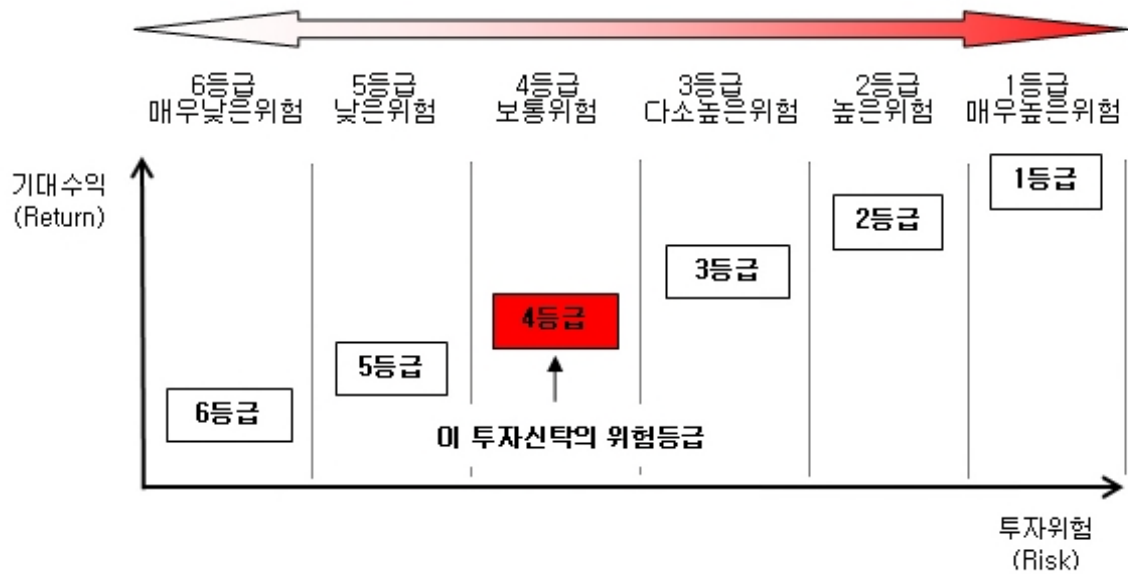 6등급 5등급 4등급 3등급 2등급 1등급
매우낮은위험 낮은위험 보통위험 다소높은위험 높은위험 매우높은위험
기대수익
(Return)
1등급
2등급
3등급
4등급
5등급
6등급
이 투자신탁의 위험등급
투자위험
(Risk)